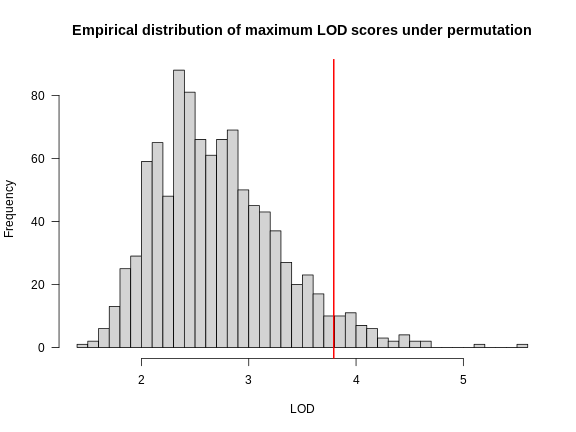 Empirical distribution of maximum LOD scores under permutation
Frequency
80
60
40
20
0
2 3 4 5
LOD